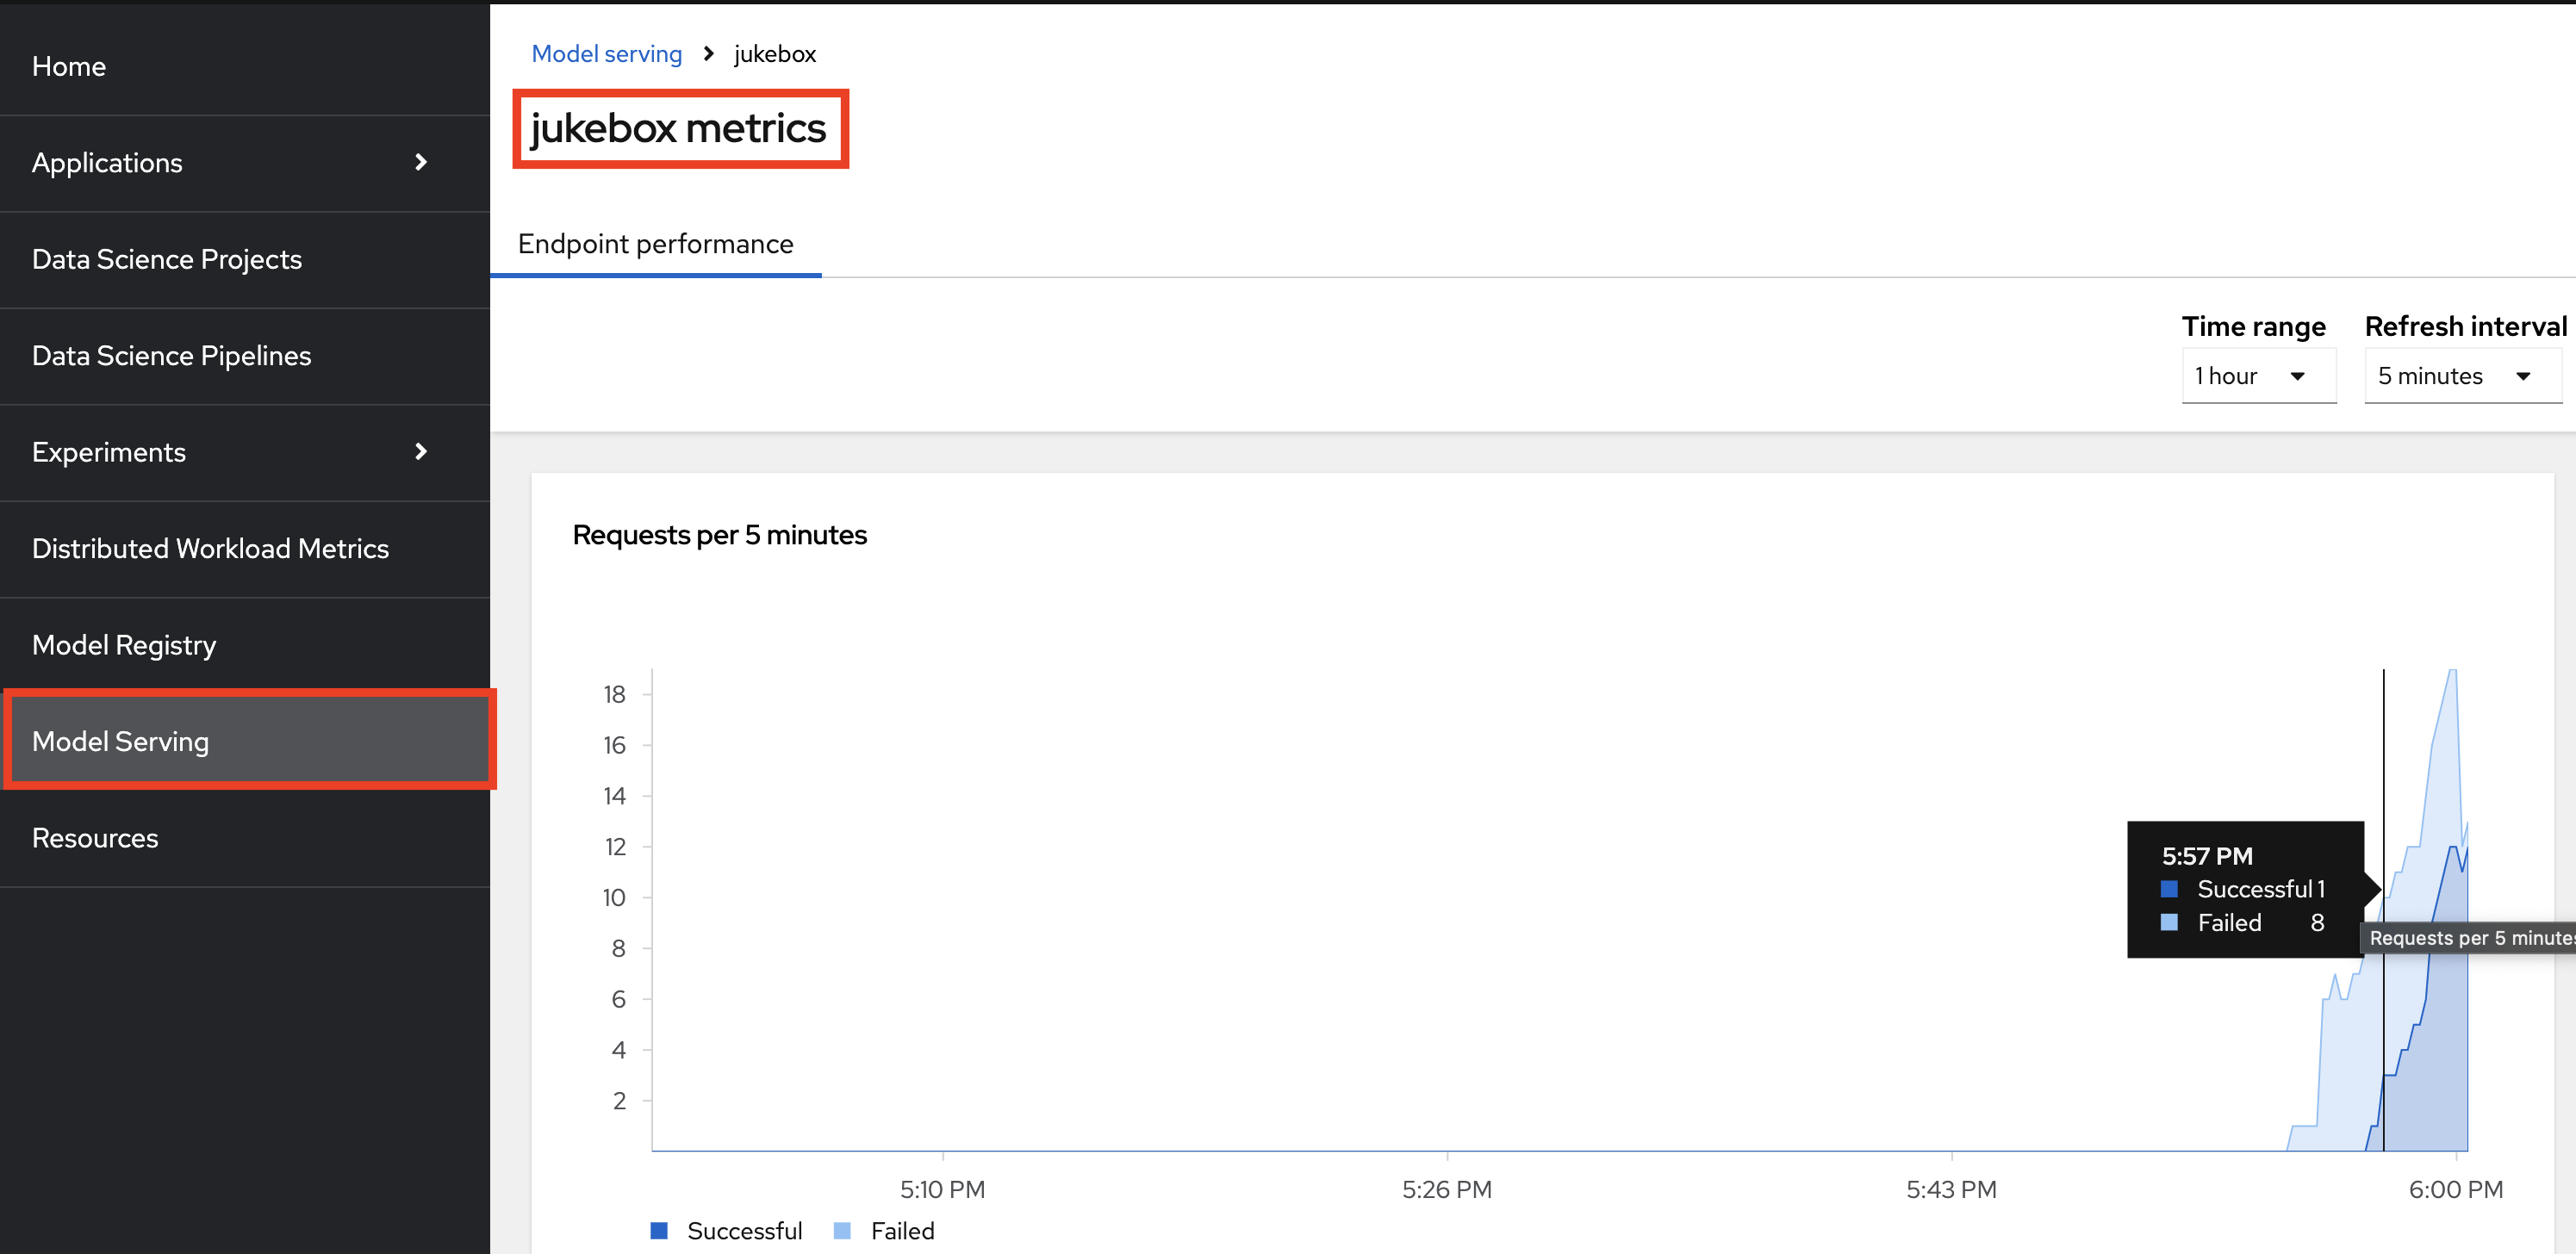 Home
Applications
Data Science Projects
Data Science Pipelines
Experiments
Distributed Workload Metrics
Model Registry
Model Serving
Resources
Model serving > jukebox
jukebox metrics
Endpoint performance
Time range
1 hour
Refresh interval
5 minutes
Requests per 5 minutes
18
16
14
12
10
8
6
4
2
5:57 PM
Successful 1
Failed 8
Requests per 5 minutes
5:10 PM
5:26 PM
5:43 PM
6:00 PM
Successful
Failed